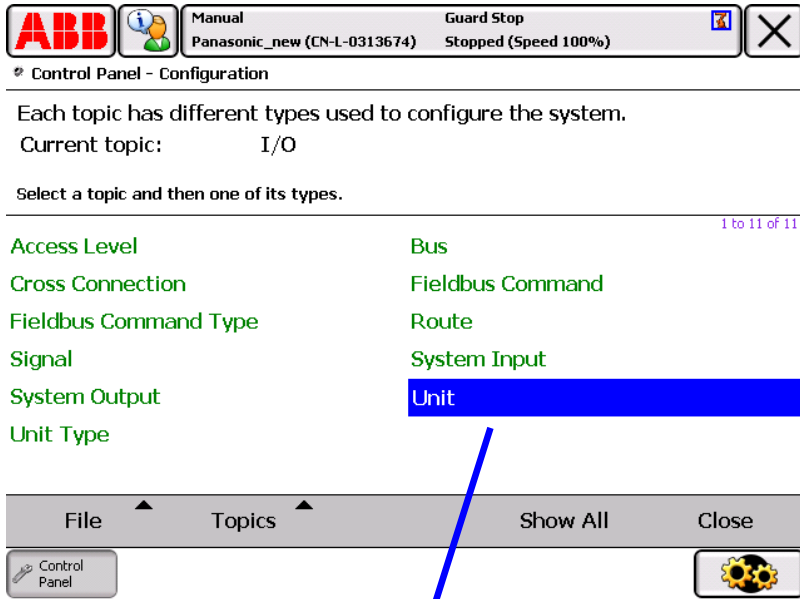 ABB
Manual
Guard Stop
Panasonic_new (CN-L-0313674)
Stopped (Speed 100%)
Control Panel - Configuration
Each topic has different types used to configure the system.
Current topic: I/O
Select a topic and then one of its types.
1 to 11 of 11
Access Level
Bus
Cross Connection
Fieldbus Command
Fieldbus Command Type
Route
Signal
System Input
System Output
Unit
Unit Type
File
Topics
Show All
Close
Control
Panel